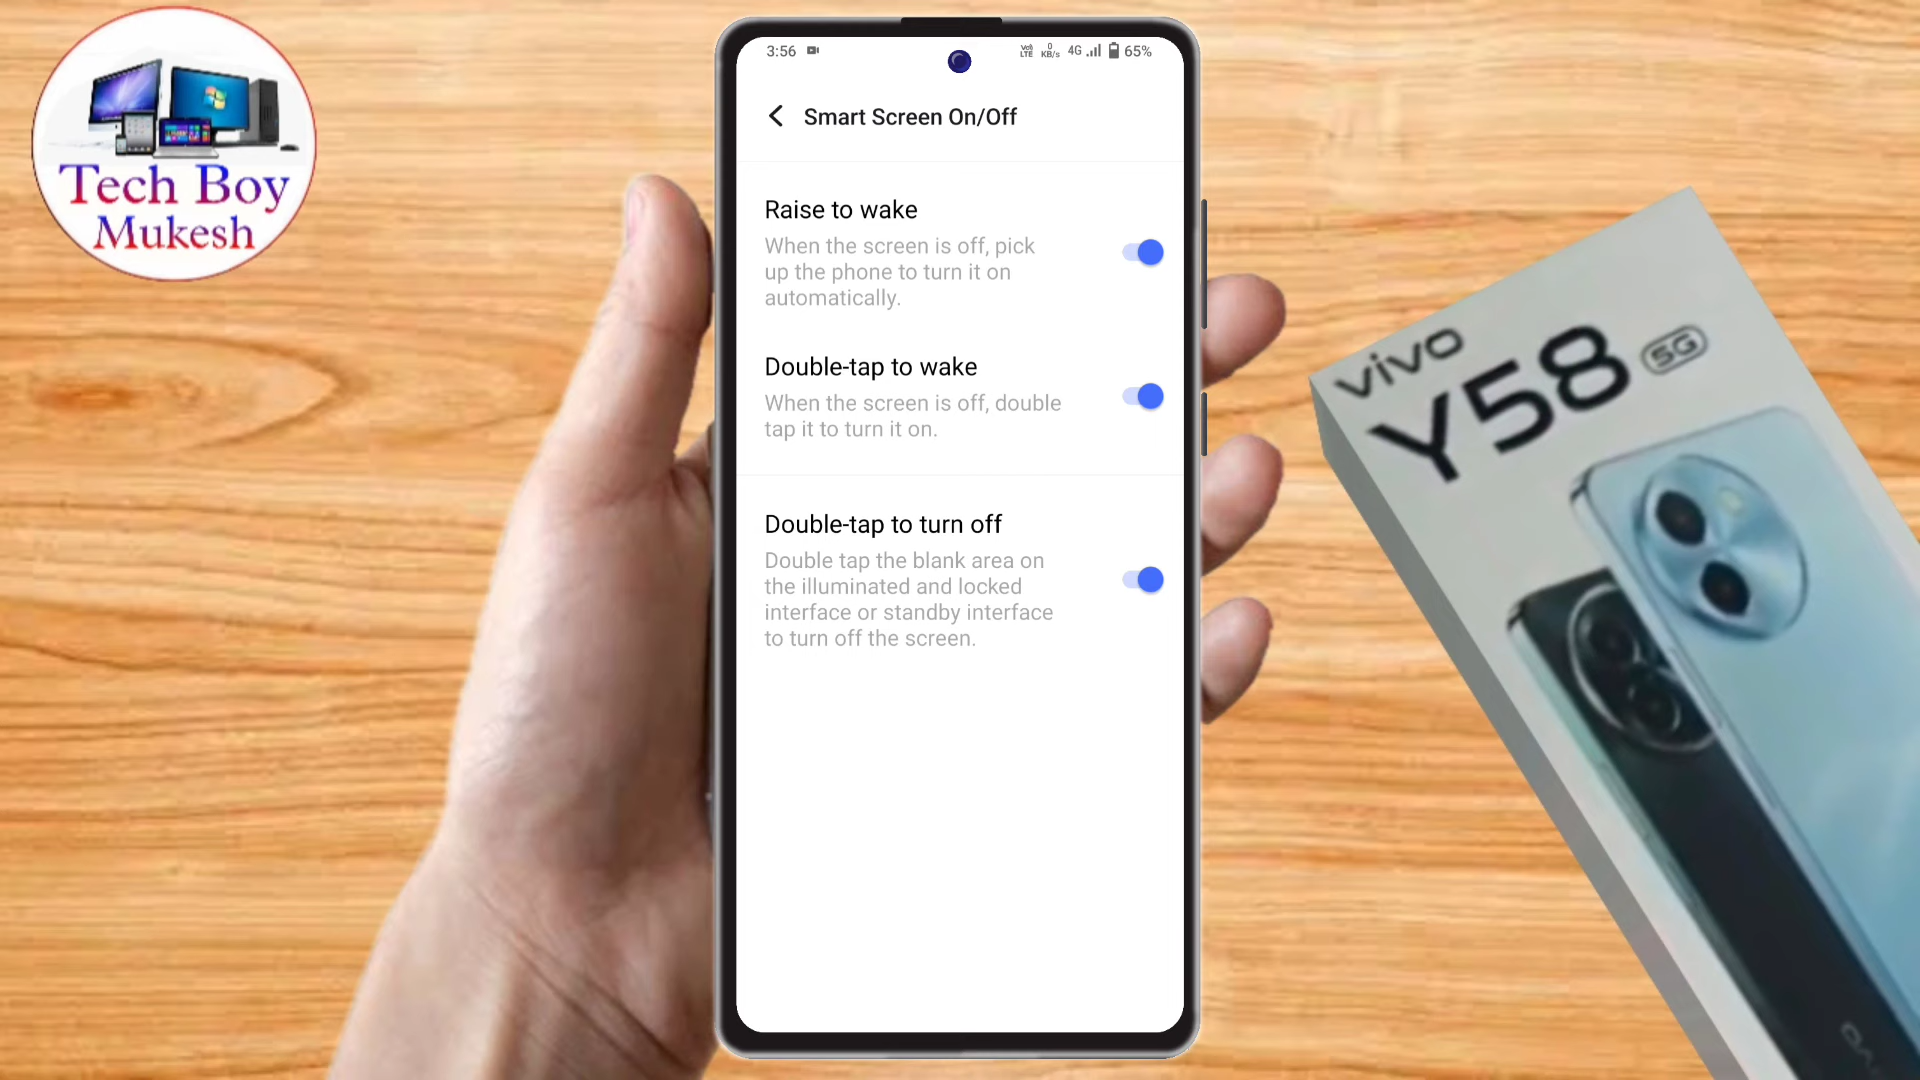 Tech Boy
Mukesh
3:56
VoLTE 0 KB/s 4G 65%
Smart Screen On/Off
Raise to wake
When the screen is off, pick
up the phone to turn it on
automatically.
Double-tap to wake
When the screen is off, double
tap it to turn it on.
Double-tap to turn off
Double tap the blank area on
the illuminated and locked
interface or standby interface
to turn off the screen.
vivo
Y58 5G